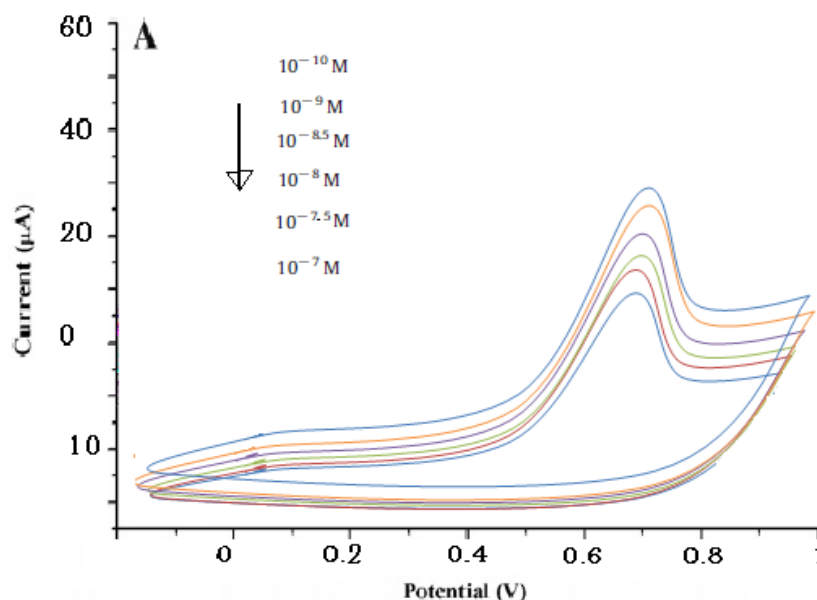 60
A
10⁻¹⁰ M
10⁻⁹ M
40
10⁻⁸·⁵ M
10⁻⁸ M
20
10⁻⁷·⁵ M
10⁻⁷ M
Current (μA)
0
10
0 0.2 0.4 0.6 0.8 1
Potential (V)